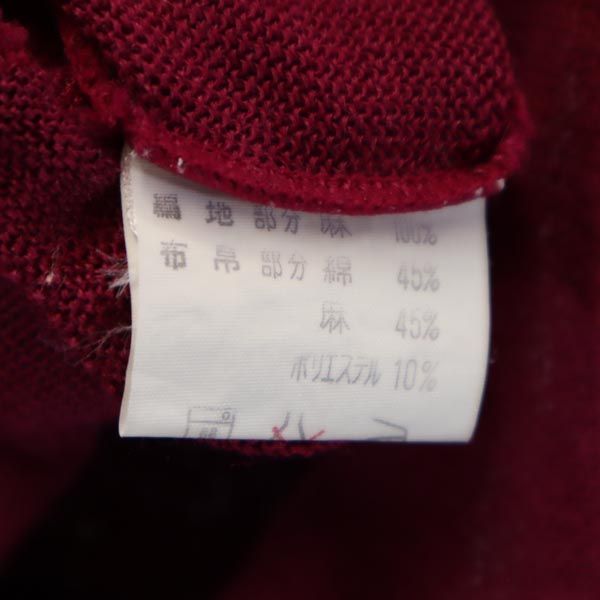 編地部分 麻 100%
布帛部分 綿 45%
麻 45%
ポリエステル 10%